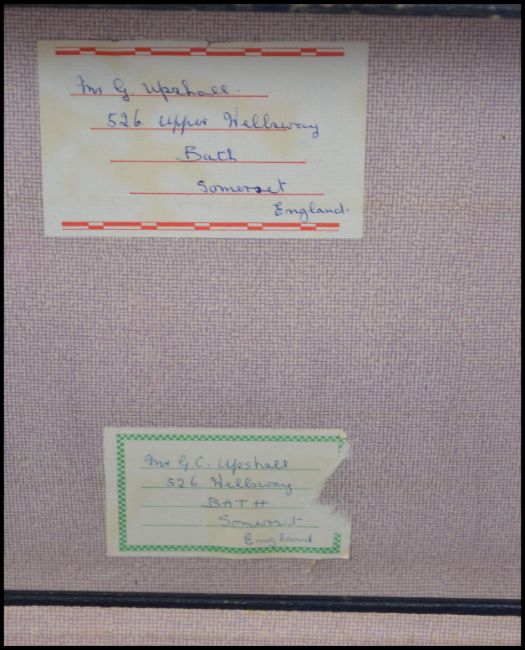 Mr G. Upshall.
526 Upper Wellsway
Bath
Somerset
England.
Mr G C. Upshall
526 Wellsway
BATH
Somerset
England